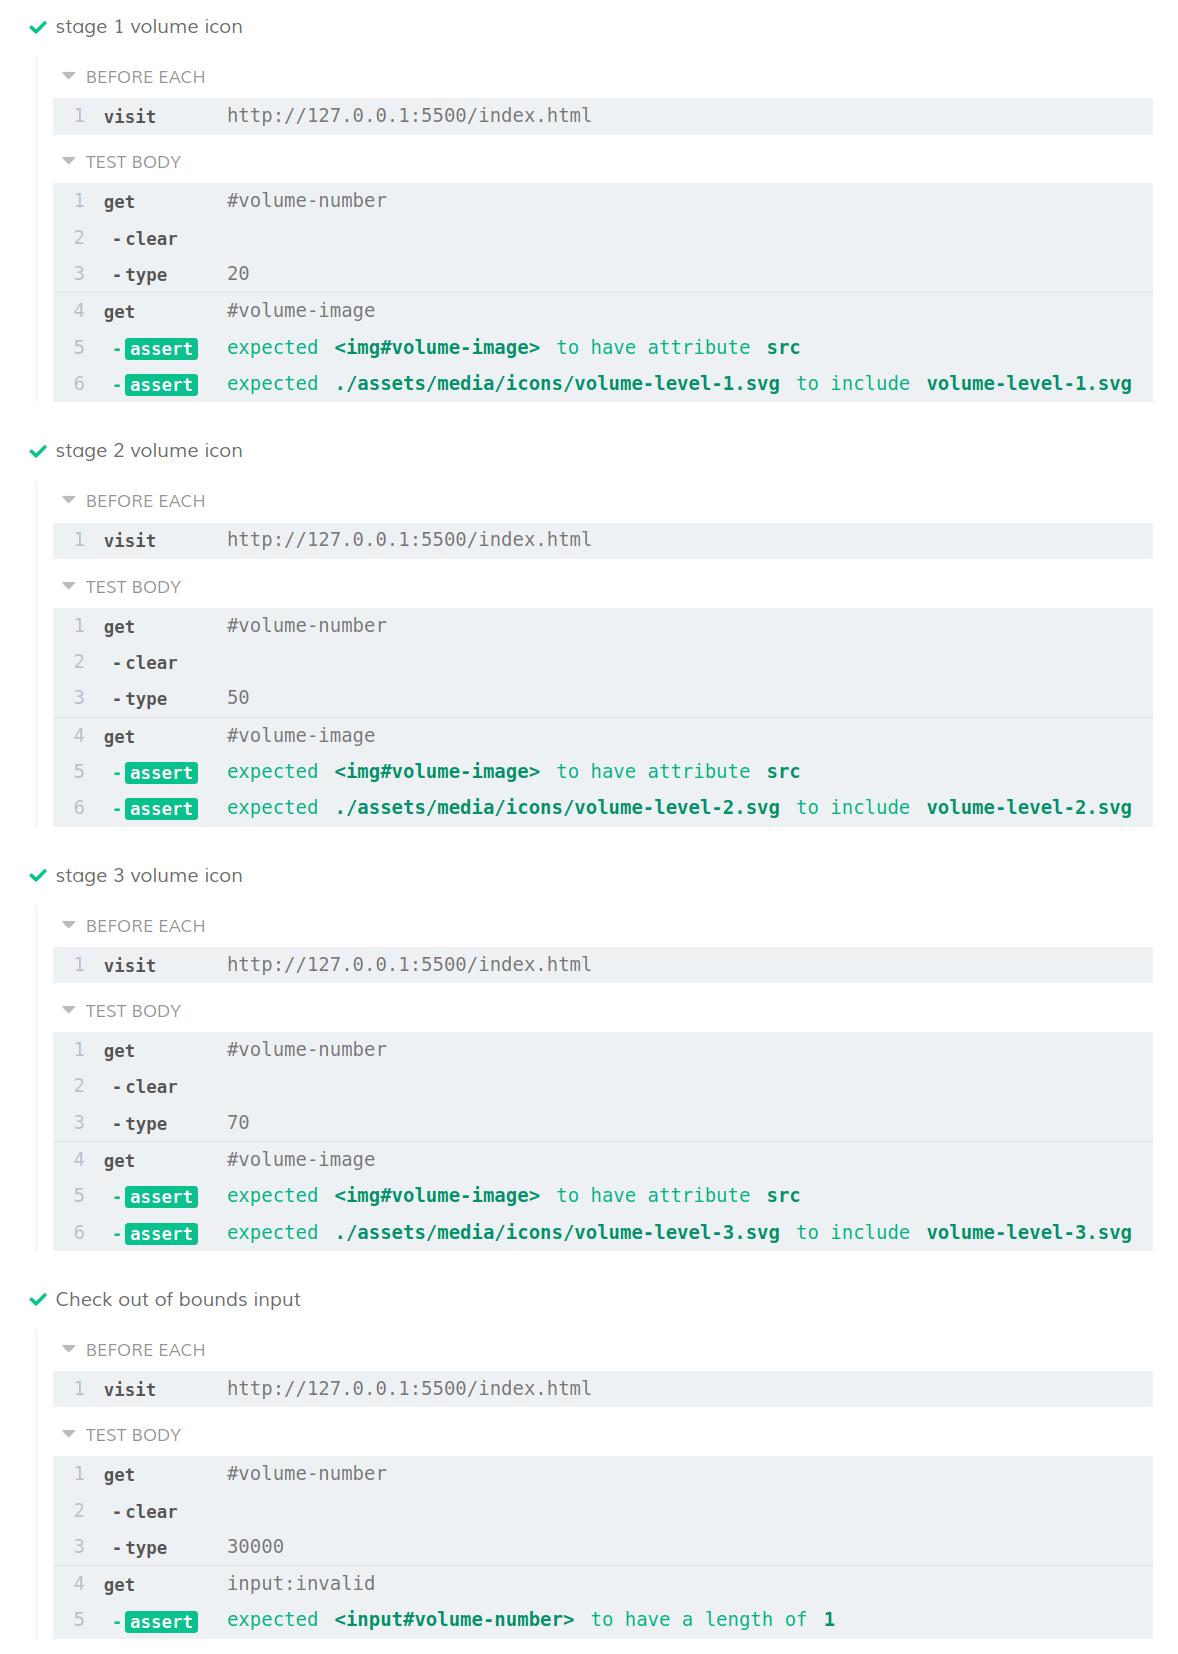 stage 1 volume icon
BEFORE EACH
1 visit http://127.0.0.1:5500/index.html
TEST BODY
1 get #volume-number
2 -clear
3 -type 20
4 get #volume-image
5 -assert expected <img#volume-image> to have attribute src
6 -assert expected ./assets/media/icons/volume-level-1.svg to include volume-level-1.svg
stage 2 volume icon
BEFORE EACH
1 visit http://127.0.0.1:5500/index.html
TEST BODY
1 get #volume-number
2 -clear
3 -type 50
4 get #volume-image
5 -assert expected <img#volume-image> to have attribute src
6 -assert expected ./assets/media/icons/volume-level-2.svg to include volume-level-2.svg
stage 3 volume icon
BEFORE EACH
1 visit http://127.0.0.1:5500/index.html
TEST BODY
1 get #volume-number
2 -clear
3 -type 70
4 get #volume-image
5 -assert expected <img#volume-image> to have attribute src
6 -assert expected ./assets/media/icons/volume-level-3.svg to include volume-level-3.svg
Check out of bounds input
BEFORE EACH
1 visit http://127.0.0.1:5500/index.html
TEST BODY
1 get #volume-number
2 -clear
3 -type 30000
4 get input:invalid
5 -assert expected <input#volume-number> to have a length of 1